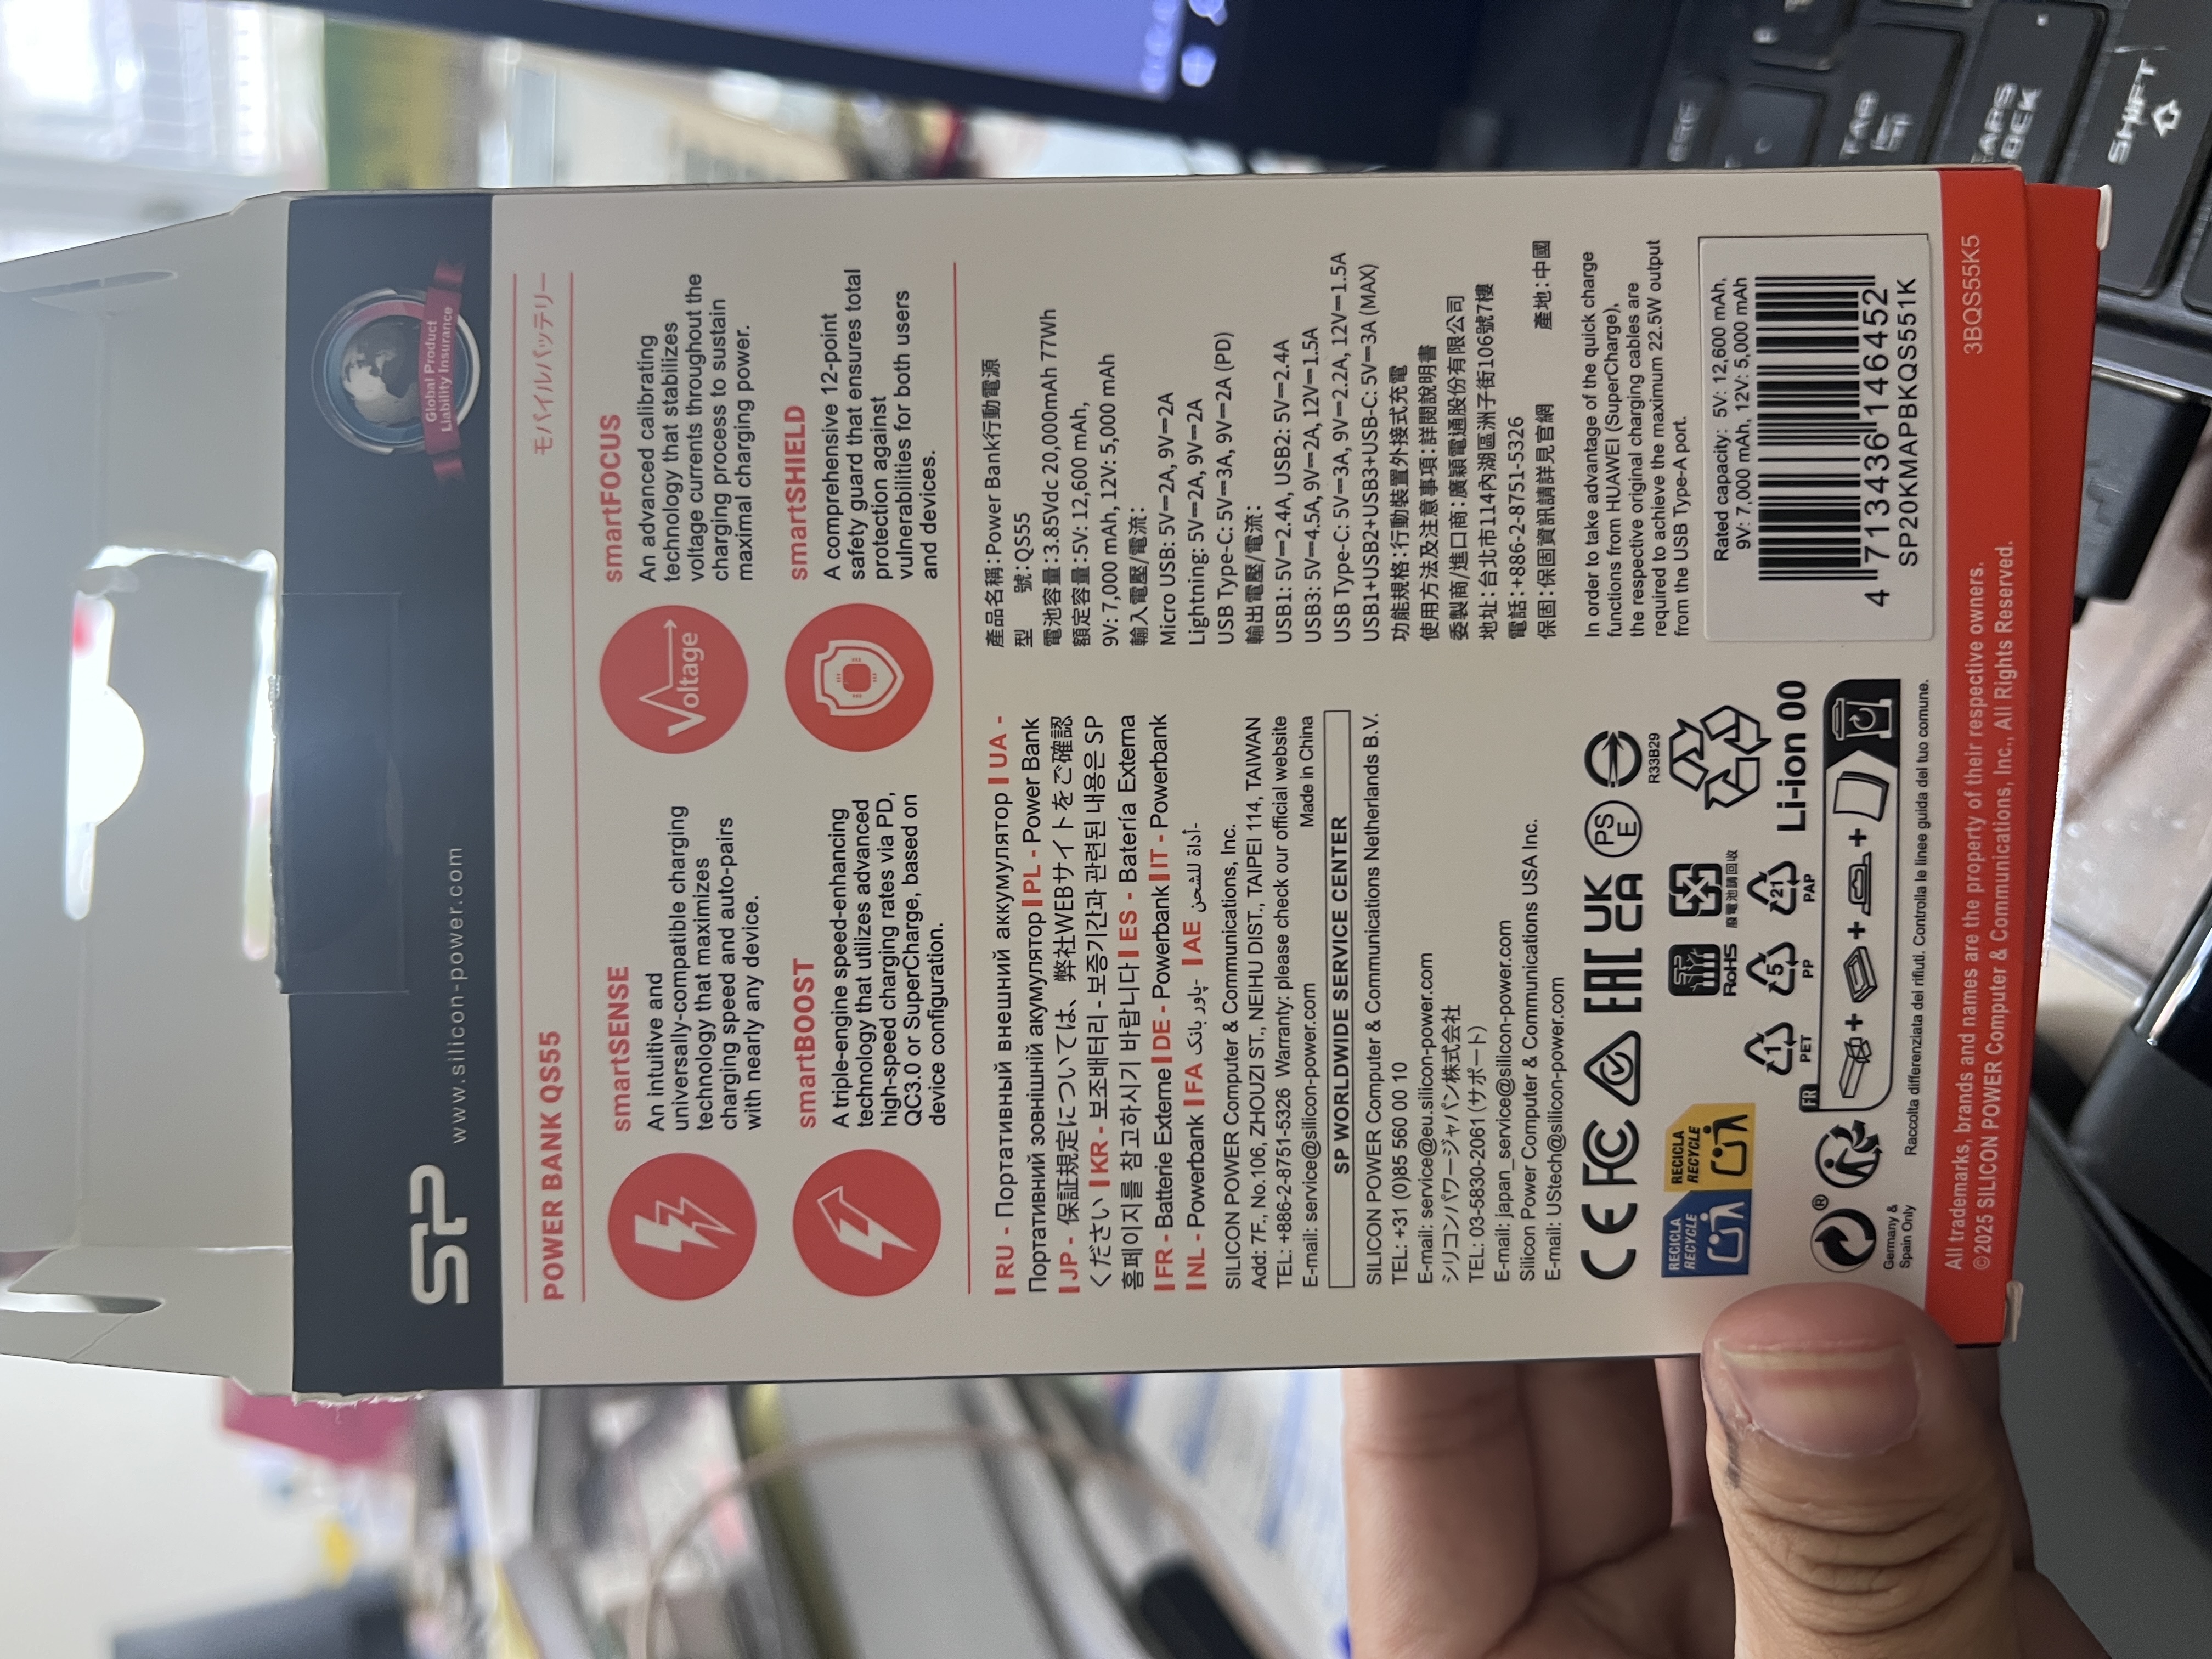 SP
www.silicon-power.com
Global Product
Liability Insurance
POWER BANK QS55
モバイルバッテリー
smartSENSE
An intuitive and
universally-compatible charging
technology that maximizes
charging speed and auto-pairs
with nearly any device.
Voltage
smartFOCUS
An advanced calibrating
technology that stabilizes
voltage currents throughout the
charging process to sustain
maximal charging power.
smartBOOST
A triple-engine speed-enhancing
technology that utilizes advanced
high-speed charging rates via PD,
QC3.0 or SuperCharge, based on
device configuration.
smartSHIELD
A comprehensive 12-point
safety guard that ensures total
protection against
vulnerabilities for both users
and devices.
RU - Портативный внешний аккумулятор UA -
Портативний зовнішній акумулятор PL - Power Bank
JP - 保証規定については、弊社WEBサイトをご確認
ください KR - 보조배터리 - 보증기간과 관련된 내용은 SP
홈페이지를 참고하시기 바랍니다 ES - Batería Externa
FR - Batterie Externe DE - Powerbank IT - Powerbank
NL - Powerbank FA پاور بانک- AE أداة للشحن-
SILICON POWER Computer & Communications, Inc.
Add: 7F., No.106, ZHOUZI ST., NEIHU DIST., TAIPEI 114, TAIWAN
TEL: +886-2-8751-5326 Warranty: please check our official website
E-mail: service@silicon-power.com Made in China
SP WORLDWIDE SERVICE CENTER
SILICON POWER Computer & Communications Netherlands B.V.
TEL: +31 (0)85 560 00 10
E-mail: service@eu.silicon-power.com
シリコンパワージャパン株式会社
TEL: 03-5830-2061 (サポート)
E-mail: japan_service@silicon-power.com
Silicon Power Computer & Communications USA Inc.
E-mail: UStech@silicon-power.com
產品名稱:Power Bank行動電源
型 號:QS55
電池容量:3.85Vdc 20,000mAh 77Wh
額定容量:5V: 12,600 mAh,
9V: 7,000 mAh, 12V: 5,000 mAh
輸入電壓/電流:
Micro USB: 5V⎓2A, 9V⎓2A
Lightning: 5V⎓2A, 9V⎓2A
USB Type-C: 5V⎓3A, 9V⎓2A (PD)
輸出電壓/電流:
USB1: 5V⎓2.4A, USB2: 5V⎓2.4A
USB3: 5V⎓4.5A, 9V⎓2A, 12V⎓1.5A
USB Type-C: 5V⎓3A, 9V⎓2.2A, 12V⎓1.5A
USB1+USB2+USB3+USB-C: 5V⎓3A (MAX)
功能規格:行動裝置外接式充電
使用方法及注意事項:詳閱說明書
委製商/進口商:廣穎電通股份有限公司
地址:台北市114內湖區洲子街106號7樓
電話:+886-2-8751-5326
保固:保固資訊請詳見官網 產地:中國
In order to take advantage of the quick charge
functions from HUAWEI (SuperCharge),
the respective original charging cables are
required to achieve the maximum 22.5W output
from the USB Type-A port.
CE FC EAC UK
CA PS
E
R33B29
RECICLA
RECYCLE
RECICLA
RECYCLE
SP
RoHS
廢電池請回收
1
PET
5
PP
21
PAP
Li-ion 00
®
Germany &
Spain Only
FR
Raccolta differenziata dei rifiuti. Controlla le linee guida del tuo comune.
Rated capacity: 5V: 12,600 mAh,
9V: 7,000 mAh, 12V: 5,000 mAh
4 713436 146452
SP20KMAPBKQS551K
All trademarks, brands and names are the property of their respective owners.
©2025 SILICON POWER Computer & Communications, Inc., All Rights Reserved.
3BQS55K5
TAB
CAPS
LOCK
SHIFT